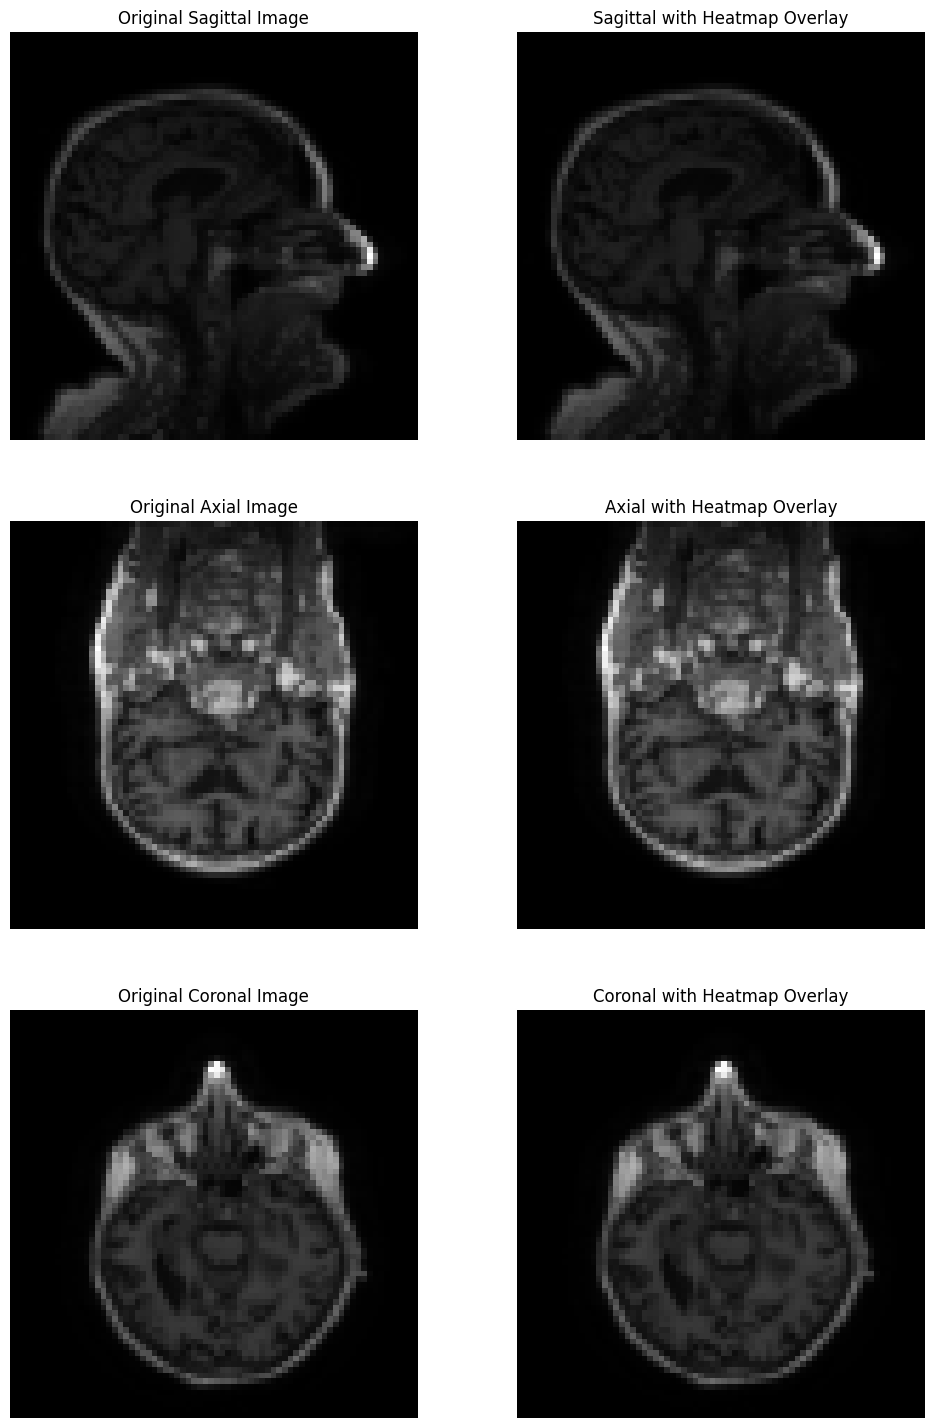 Original Sagittal Image
Sagittal with Heatmap Overlay
Original Axial Image
Axial with Heatmap Overlay
Original Coronal Image
Coronal with Heatmap Overlay